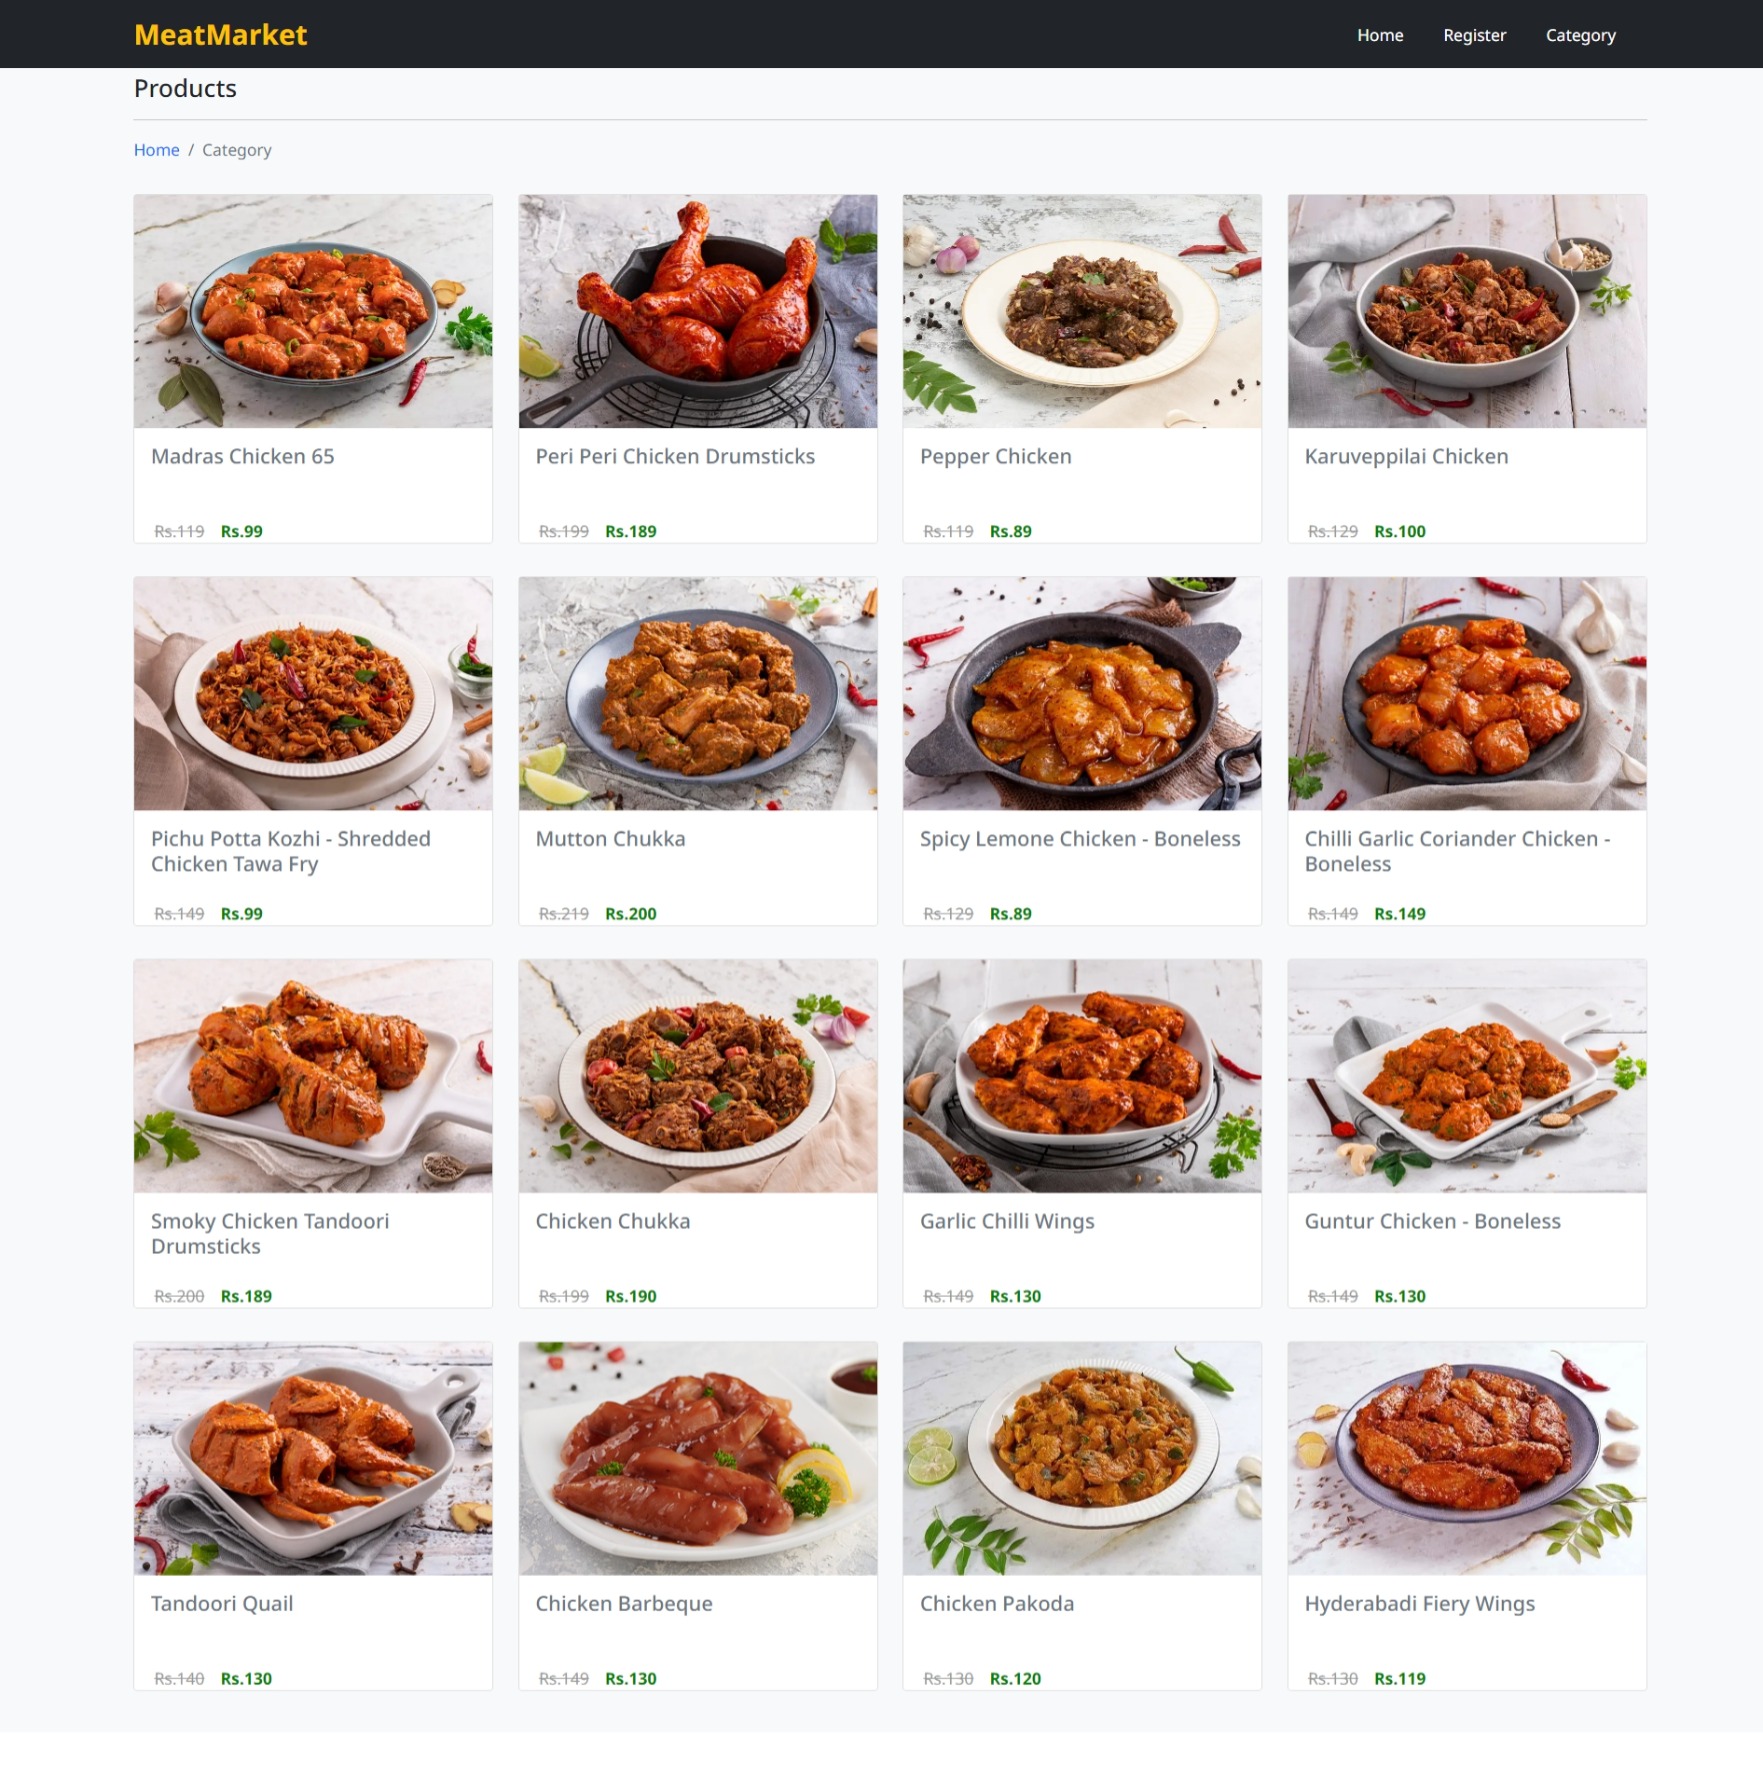 MeatMarket
Home Register Category
Products
Home / Category
Madras Chicken 65
Rs.119 Rs.99
Peri Peri Chicken Drumsticks
Rs.199 Rs.189
Pepper Chicken
Rs.119 Rs.89
Karuveppilai Chicken
Rs.129 Rs.100
Pichu Potta Kozhi - Shredded
Chicken Tawa Fry
Rs.149 Rs.99
Mutton Chukka
Rs.219 Rs.200
Spicy Lemone Chicken - Boneless
Rs.129 Rs.89
Chilli Garlic Coriander Chicken -
Boneless
Rs.149 Rs.149
Smoky Chicken Tandoori
Drumsticks
Rs.200 Rs.189
Chicken Chukka
Rs.199 Rs.190
Garlic Chilli Wings
Rs.149 Rs.130
Guntur Chicken - Boneless
Rs.149 Rs.130
Tandoori Quail
Rs.140 Rs.130
Chicken Barbeque
Rs.149 Rs.130
Chicken Pakoda
Rs.130 Rs.120
Hyderabadi Fiery Wings
Rs.130 Rs.119